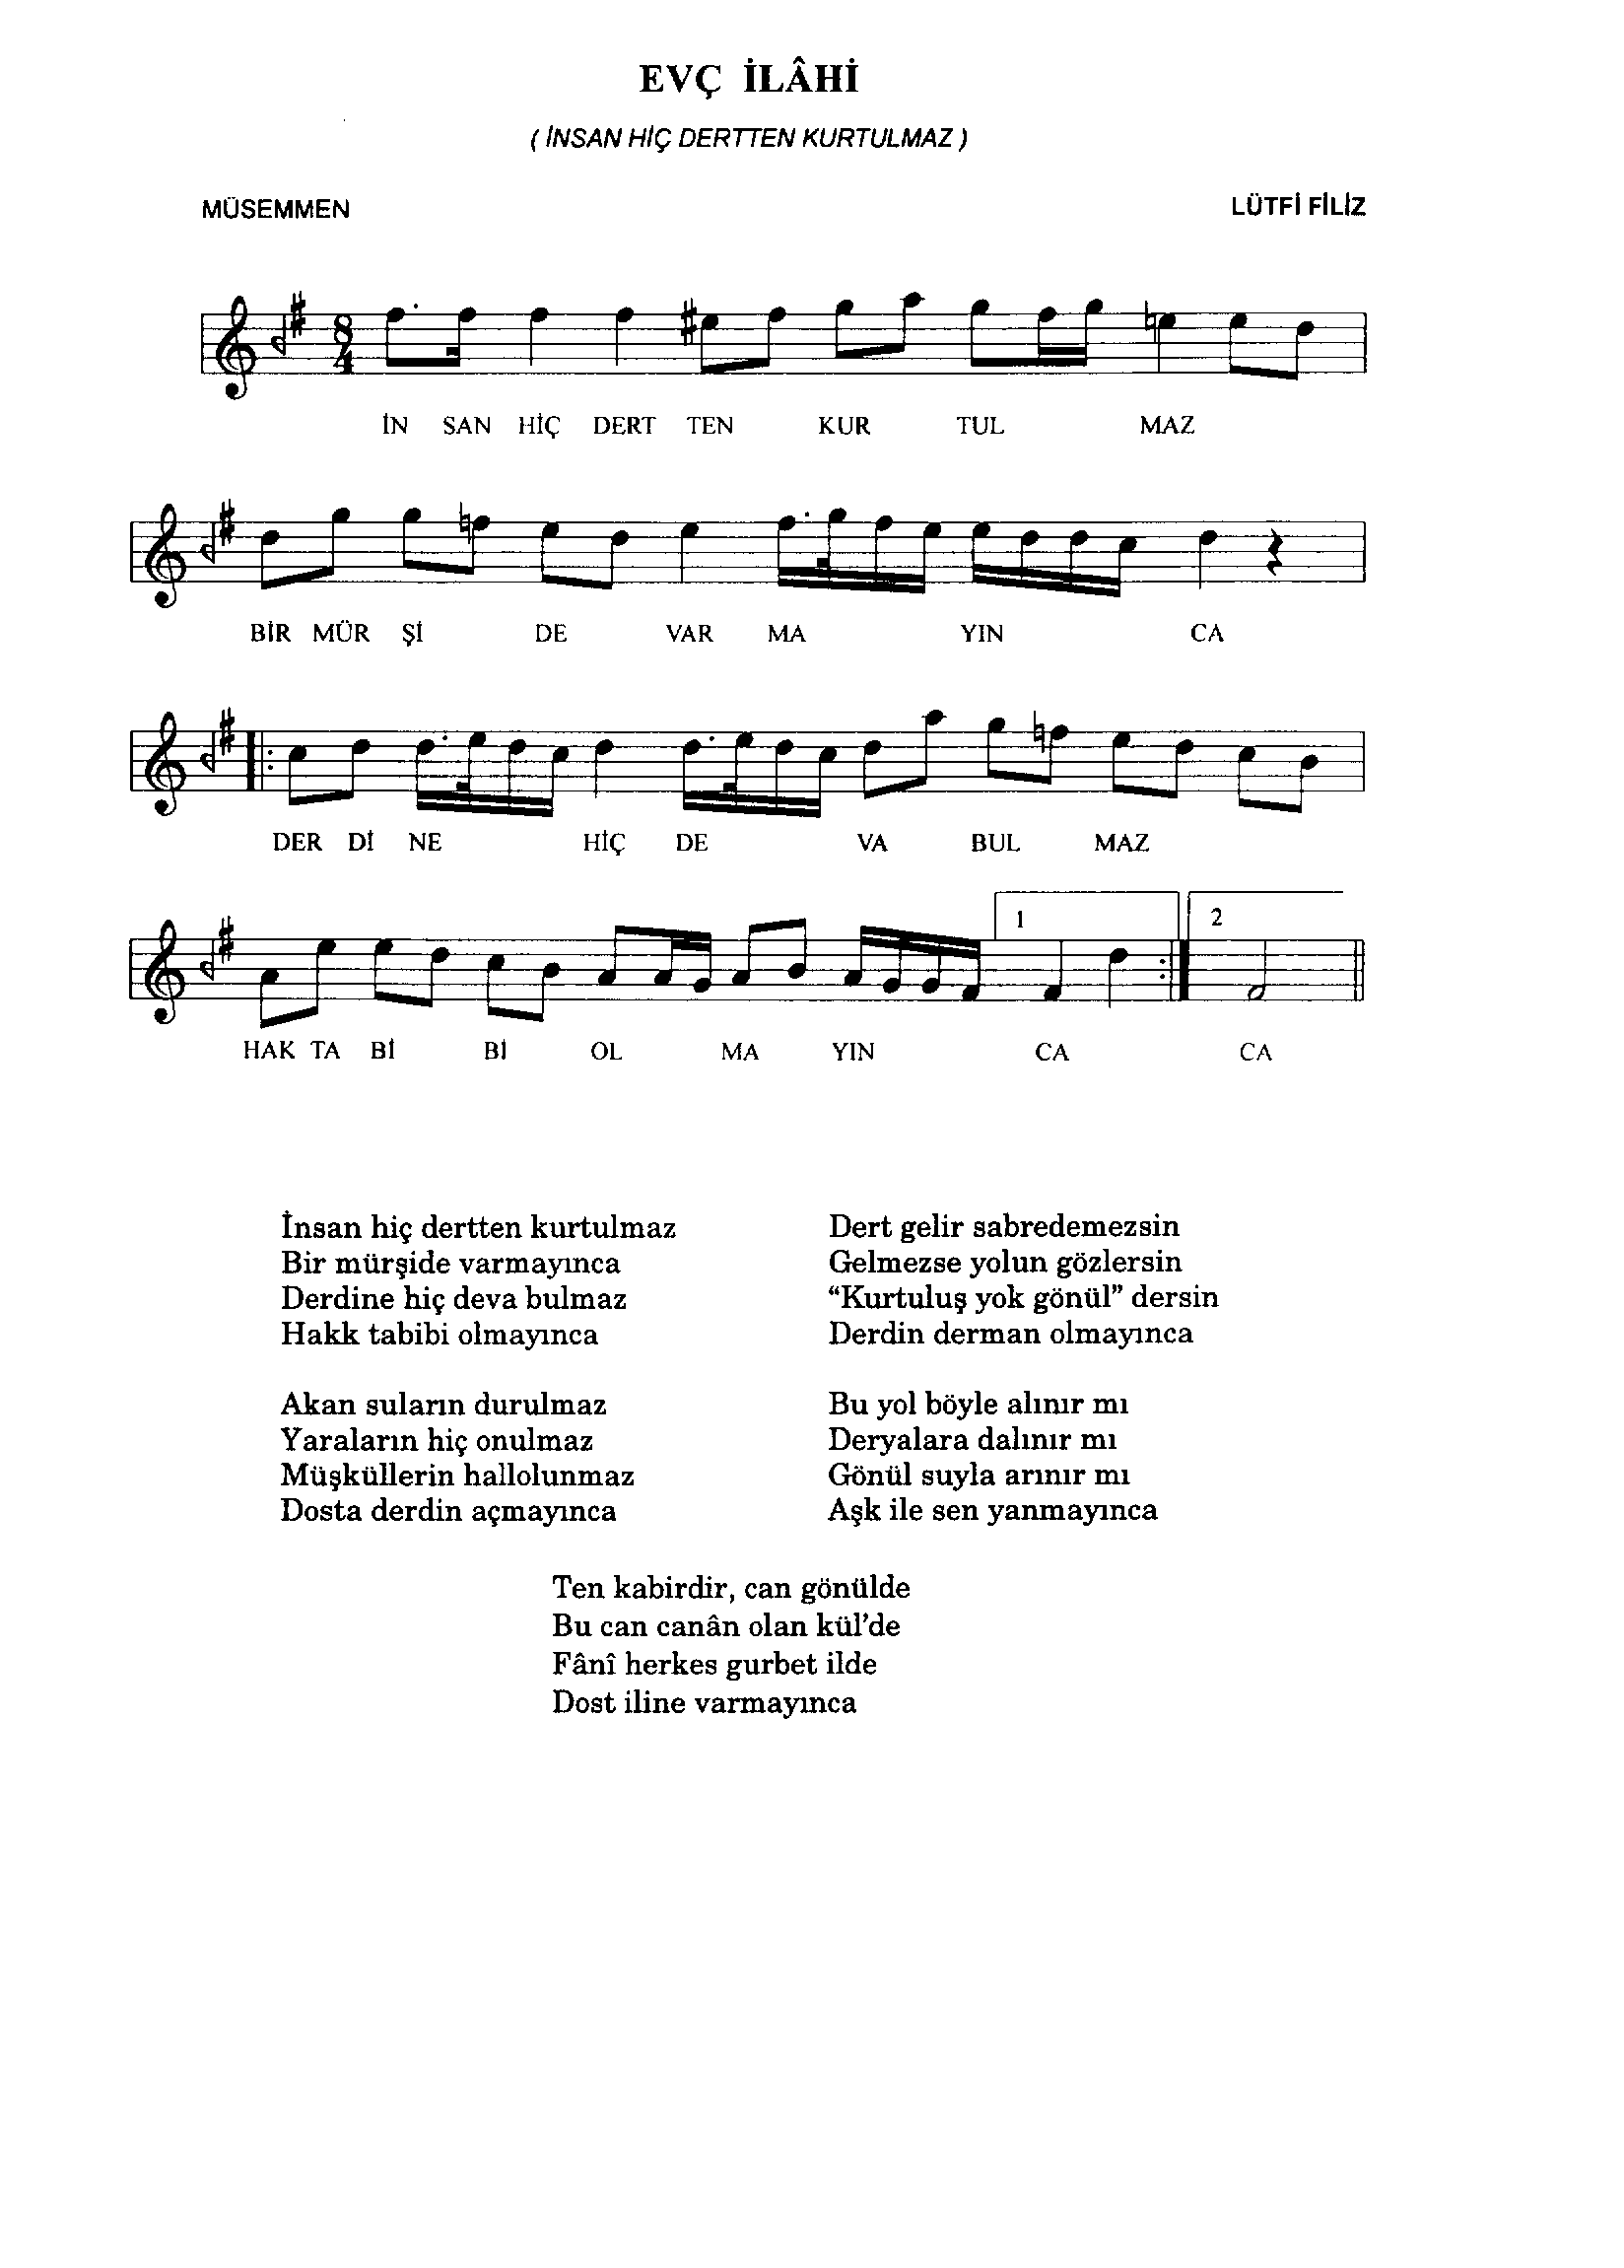 EVÇ İLÂHİ
( İNSAN HİÇ DERTTEN KURTULMAZ )
MÜSEMMEN
LÜTFİ FİLİZ
8
4
İN SAN HİÇ DERT TEN KUR TUL MAZ
BİR MÜR Şİ DE VAR MA YIN CA
DER Dİ NE HİÇ DE VA BUL MAZ
1 2
HAK TA Bİ Bİ OL MA YIN CA CA
İnsan hiç dertten kurtulmaz
Bir mürşide varmayınca
Derdine hiç deva bulmaz
Hakk tabibi olmayınca
Akan suların durulmaz
Yaraların hiç onulmaz
Müşküllerin hallolunmaz
Dosta derdin açmayınca
Dert gelir sabredemezsin
Gelmezse yolun gözlersin
“Kurtuluş yok gönül” dersin
Derdin derman olmayınca
Bu yol böyle alınır mı
Deryalara dalınır mı
Gönül suyla arınır mı
Aşk ile sen yanmayınca
Ten kabirdir, can gönülde
Bu can canân olan kül’de
Fânî herkes gurbet ilde
Dost iline varmayınca